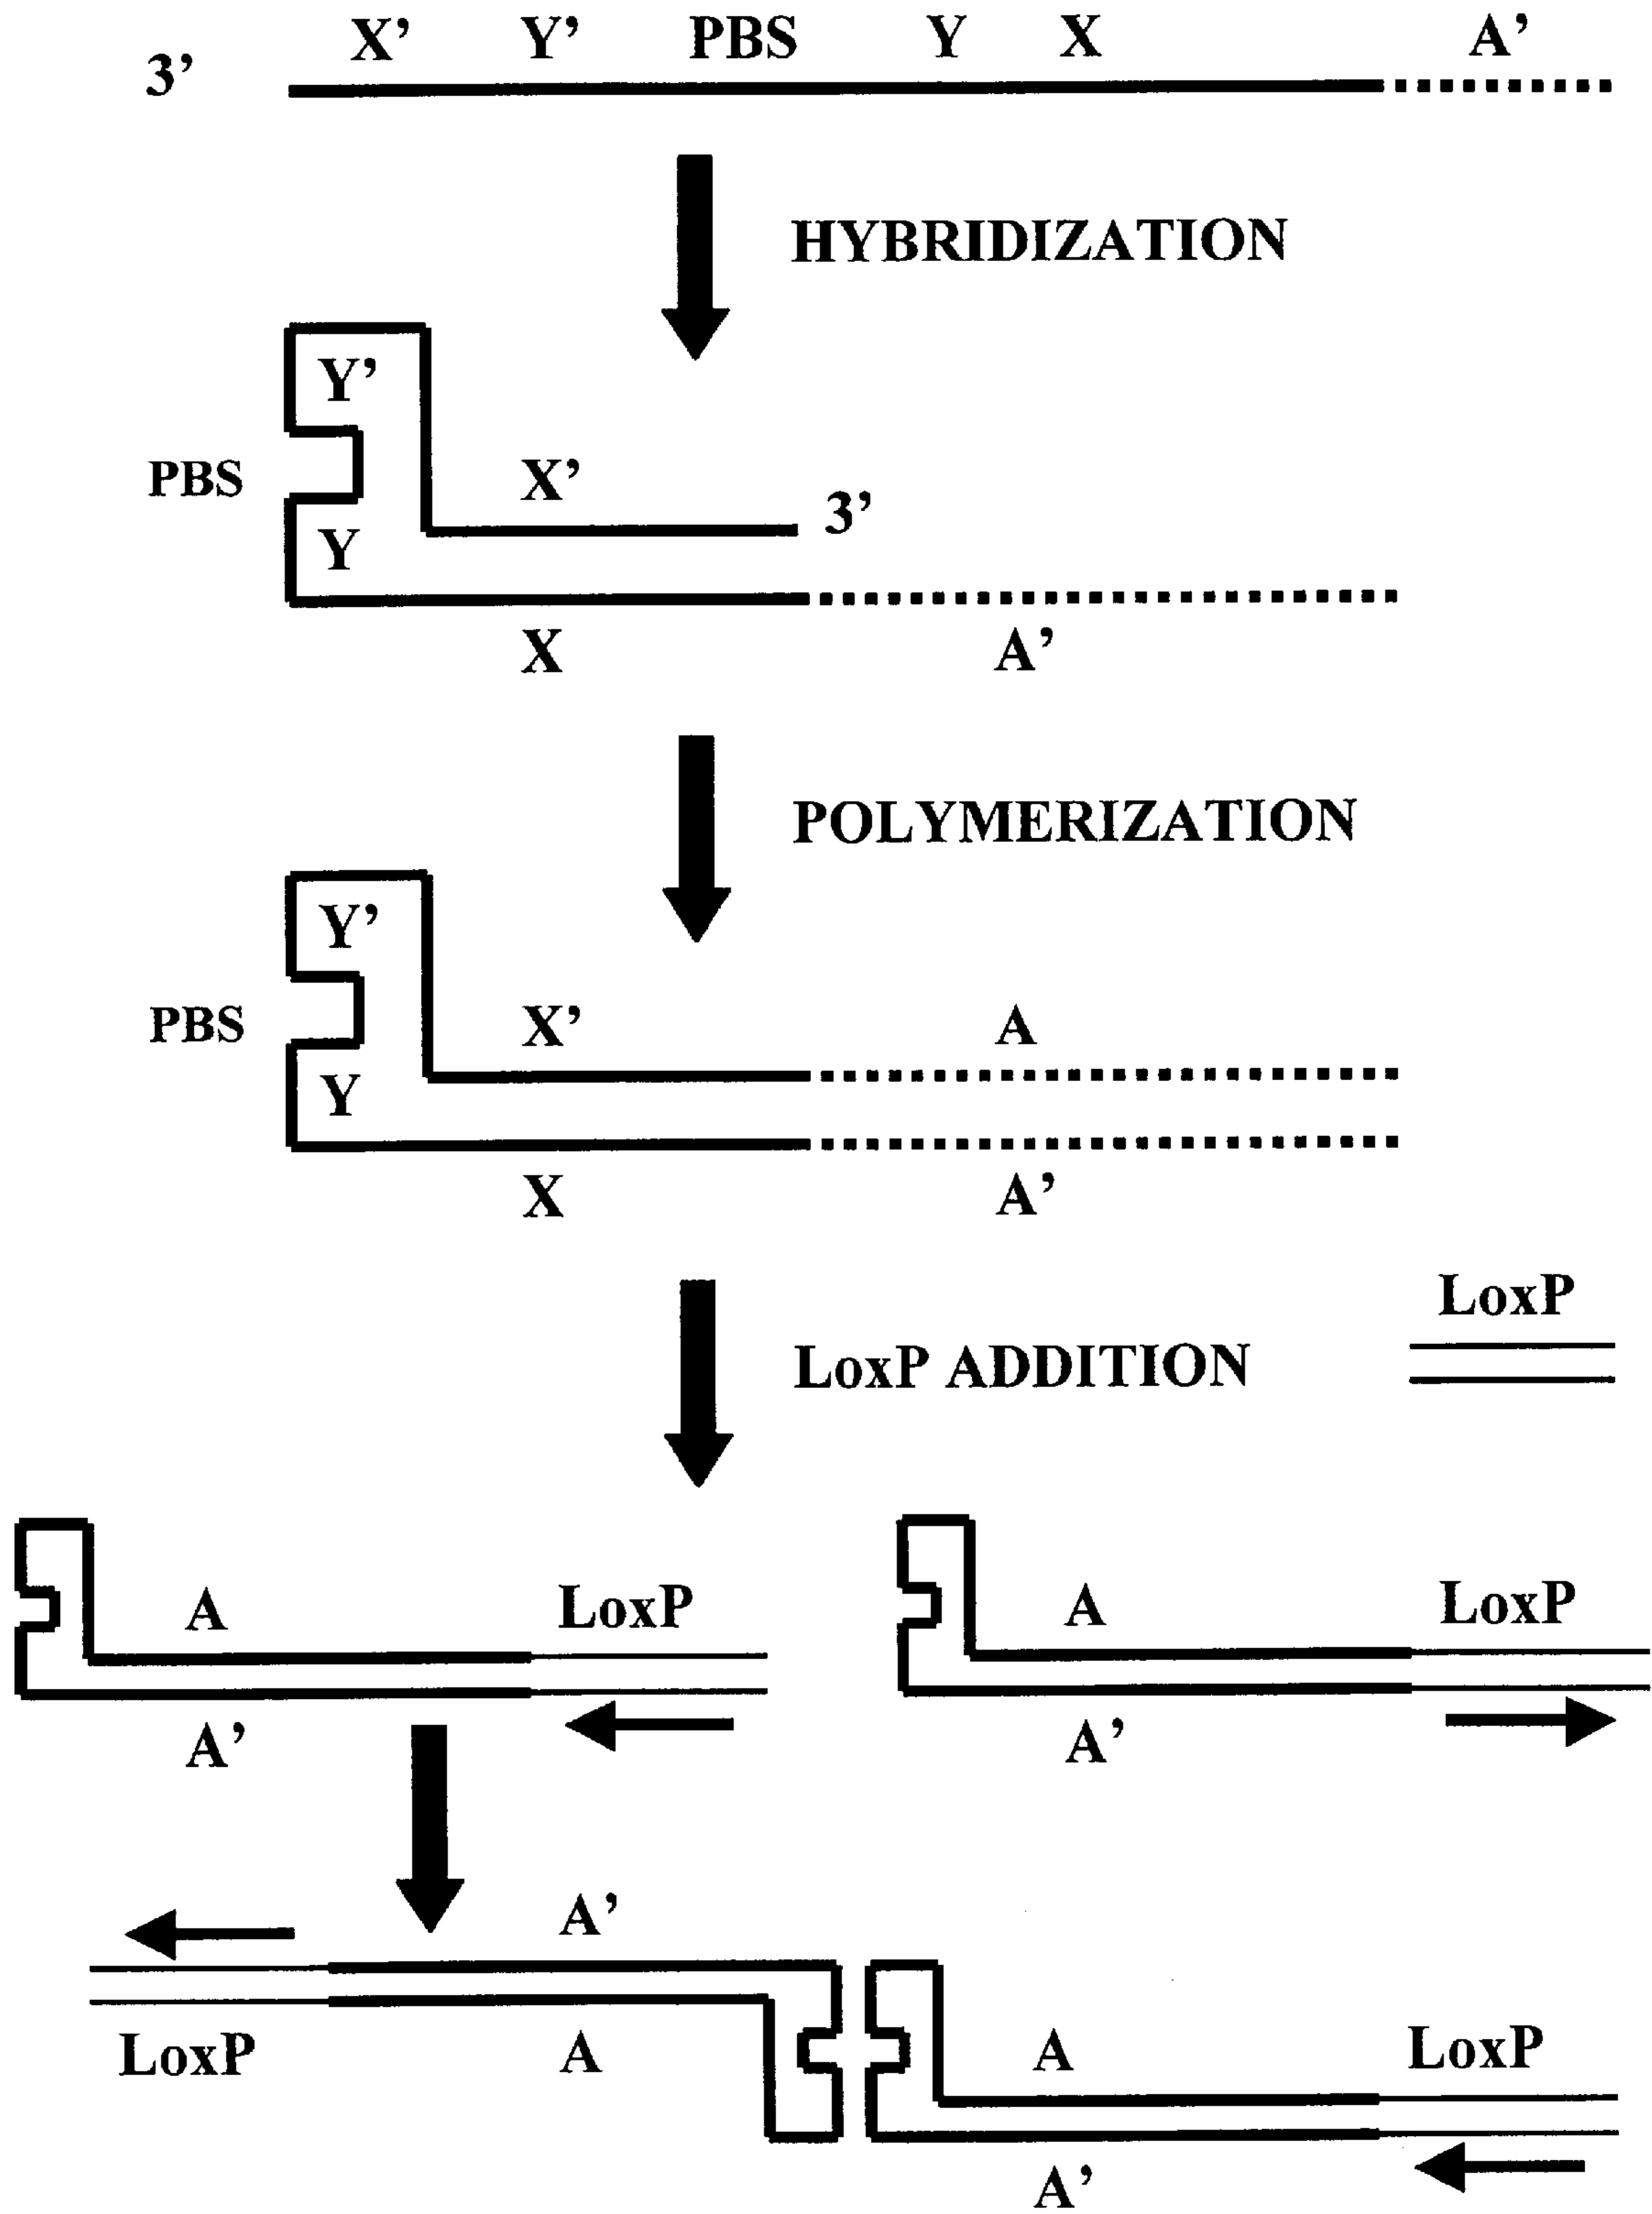 X’ Y’ PBS Y X A’
3’
HYBRIDIZATION
Y’
PBS X’ 3’
Y
X A’
POLYMERIZATION
Y’
PBS X’ A
Y
X A’
LoxP
LoxP ADDITION
A LoxP A LoxP
A’ A’
A’
LoxP A A LoxP
A’